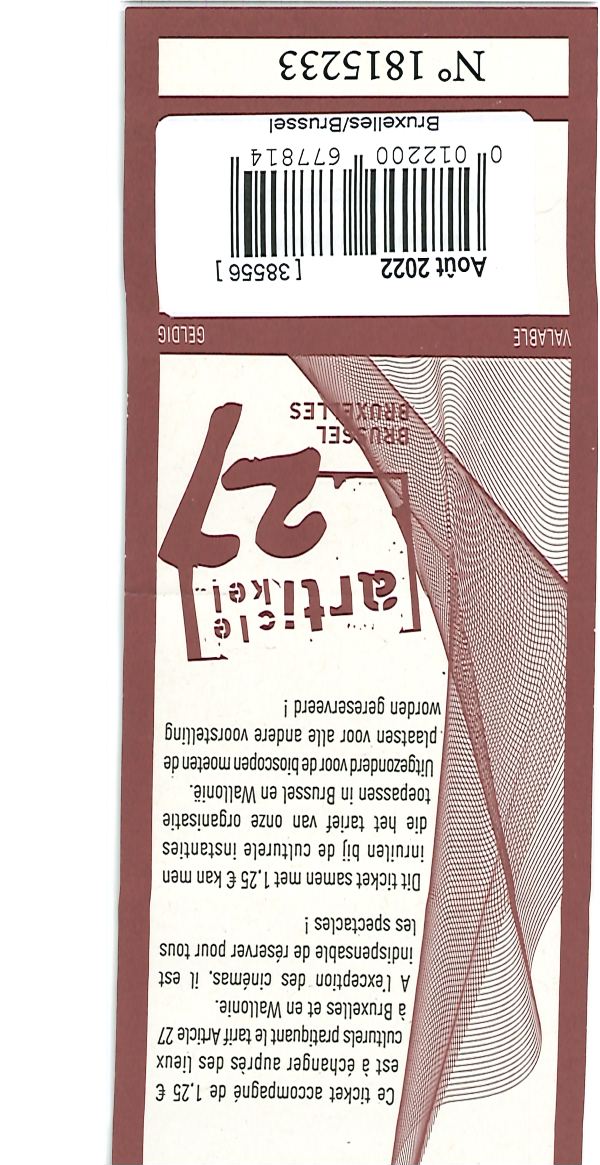 Ce ticket accompagné de 1,25 €
est à échanger auprès des lieux
culturels pratiquant le tarif Article 27
à Bruxelles et en Wallonie.
A l'exception des cinémas, il est
indispensable de réserver pour tous
les spectacles !
Dit ticket samen met 1,25 € kan men
inruilen bij de culturele instanties
die het tarief van onze organisatie
toepassen in Brussel en Wallonië.
Uitgezonderd voor de bioscopen moeten de
plaatsen voor alle andere voorstelling
worden gereserveerd !
[article
ikel]
27
BRUSSEL
BRUXELLES
VALABLE GELDIG
Août 2022 [38556]
0 012200 677814
Bruxelles/Brussel
N° 1815233